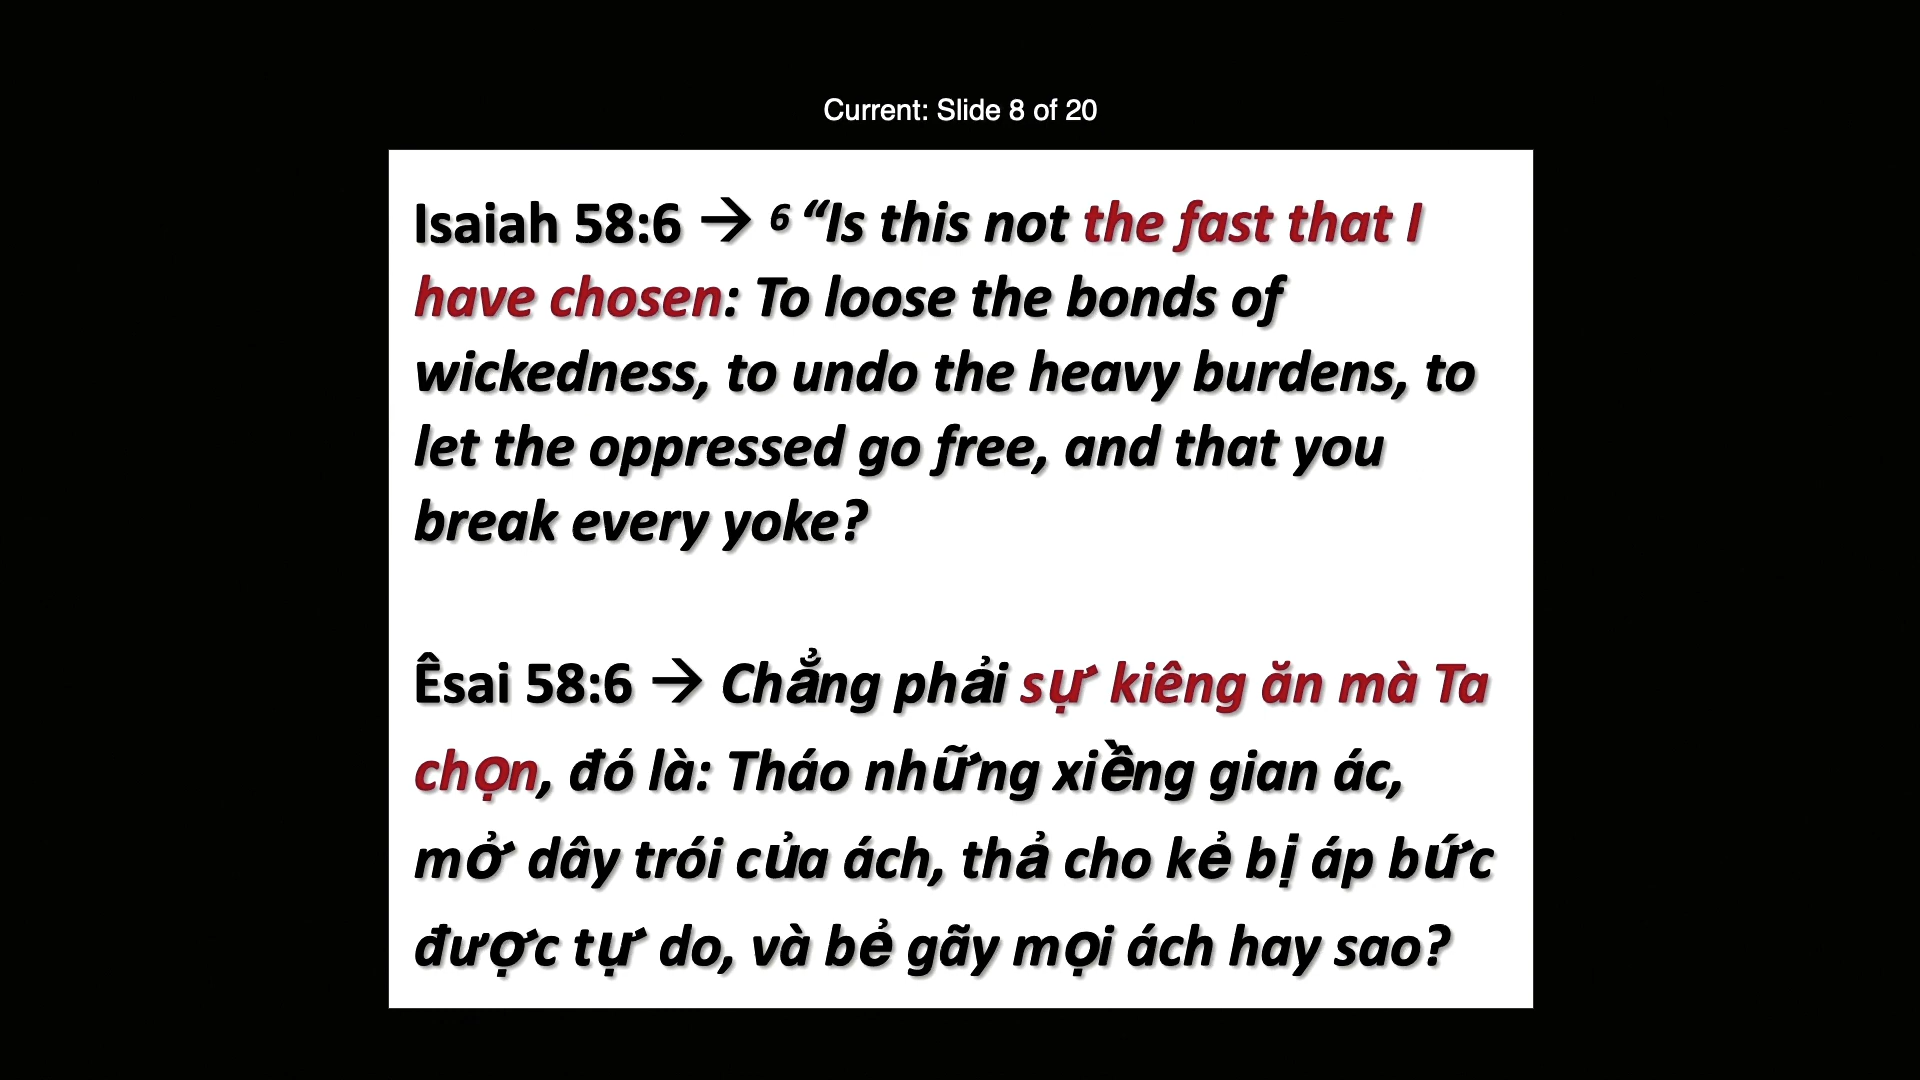 Current: Slide 8 of 20
Isaiah 58:6 → ⁶ “Is this not the fast that I
have chosen: To loose the bonds of
wickedness, to undo the heavy burdens, to
let the oppressed go free, and that you
break every yoke?
Êsai 58:6 → Chẳng phải sự kiêng ăn mà Ta
chọn, đó là: Tháo những xiềng gian ác,
mở dây trói của ách, thả cho kẻ bị áp bức
được tự do, và bẻ gãy mọi ách hay sao?